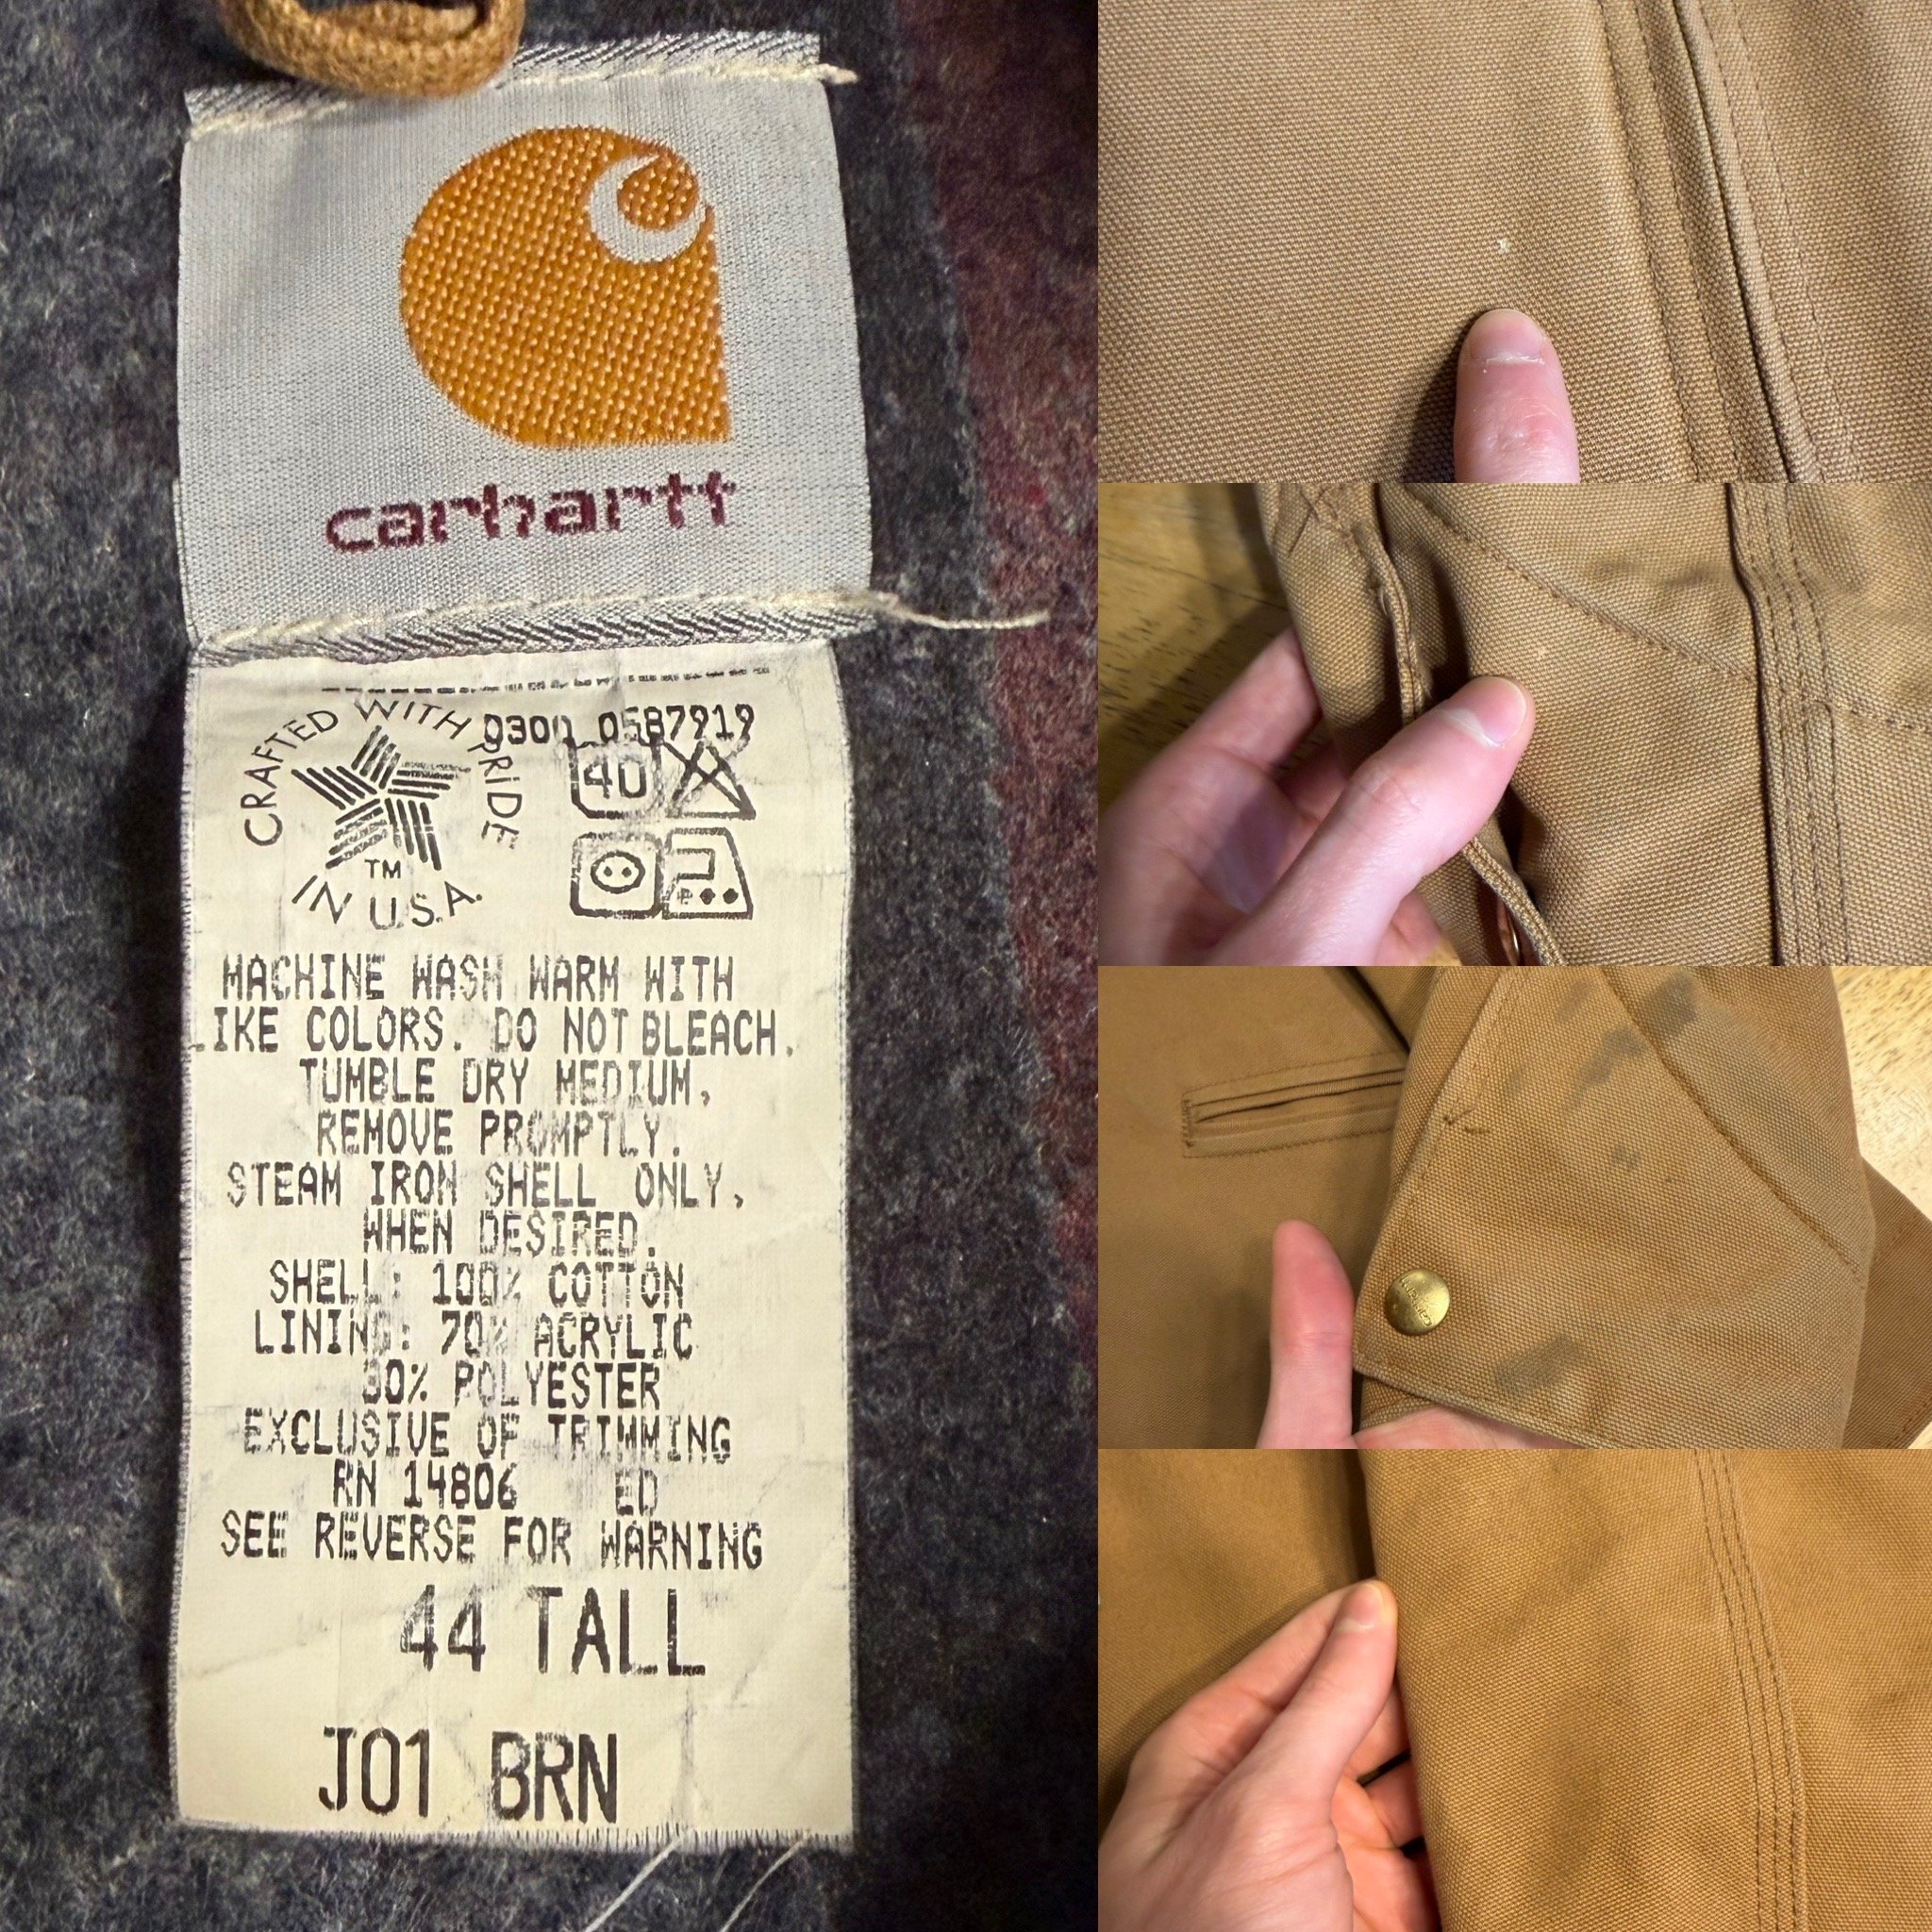 carhartt
CRAFTED WITH PRIDE
IN U.S.A.
TM
0300 0587919
40
MACHINE WASH WARM WITH
IKE COLORS. DO NOT BLEACH.
TUMBLE DRY MEDIUM,
REMOVE PROMPTLY.
STEAM IRON SHELL ONLY,
WHEN DESIRED.
SHELL: 100% COTTON
LINING: 70% ACRYLIC
30% POLYESTER
EXCLUSIVE OF TRIMMING
RN 14806 ED
SEE REVERSE FOR WARNING
44 TALL
J01 BRN